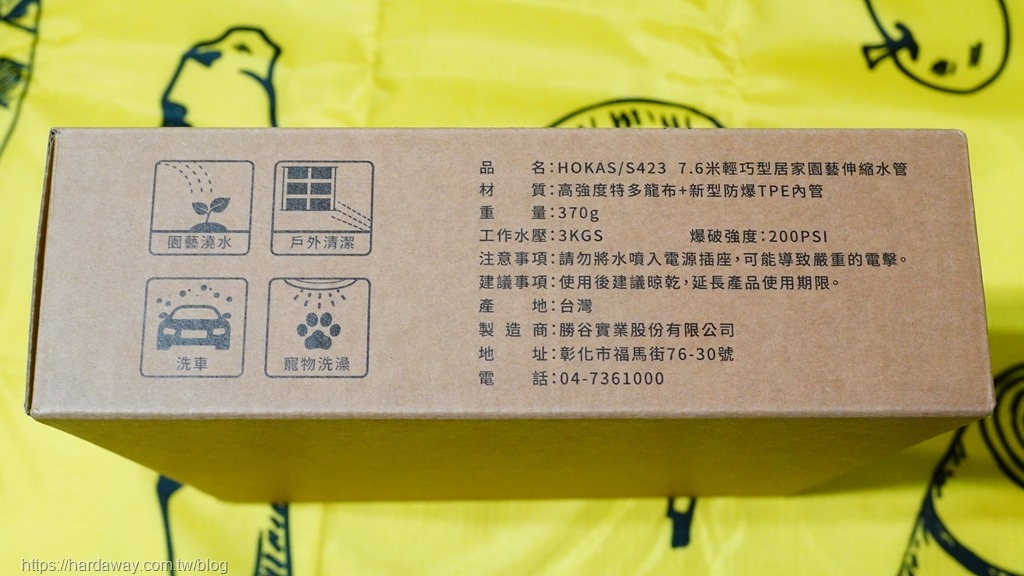 園藝澆水
戶外清潔
洗車
寵物洗澡
品　　名:HOKAS/S423 7.6米輕巧型居家園藝伸縮水管
材　　質:高強度特多龍布+新型防爆TPE內管
重　　量:370g
工作水壓:3KGS　　　爆破強度:200PSI
注意事項:請勿將水噴入電源插座,可能導致嚴重的電擊。
建議事項:使用後建議晾乾,延長產品使用期限。
產　　地:台灣
製 造 商:勝谷實業股份有限公司
地　　址:彰化市福馬街76-30號
電　　話:04-7361000
https://hardaway.com.tw/blog